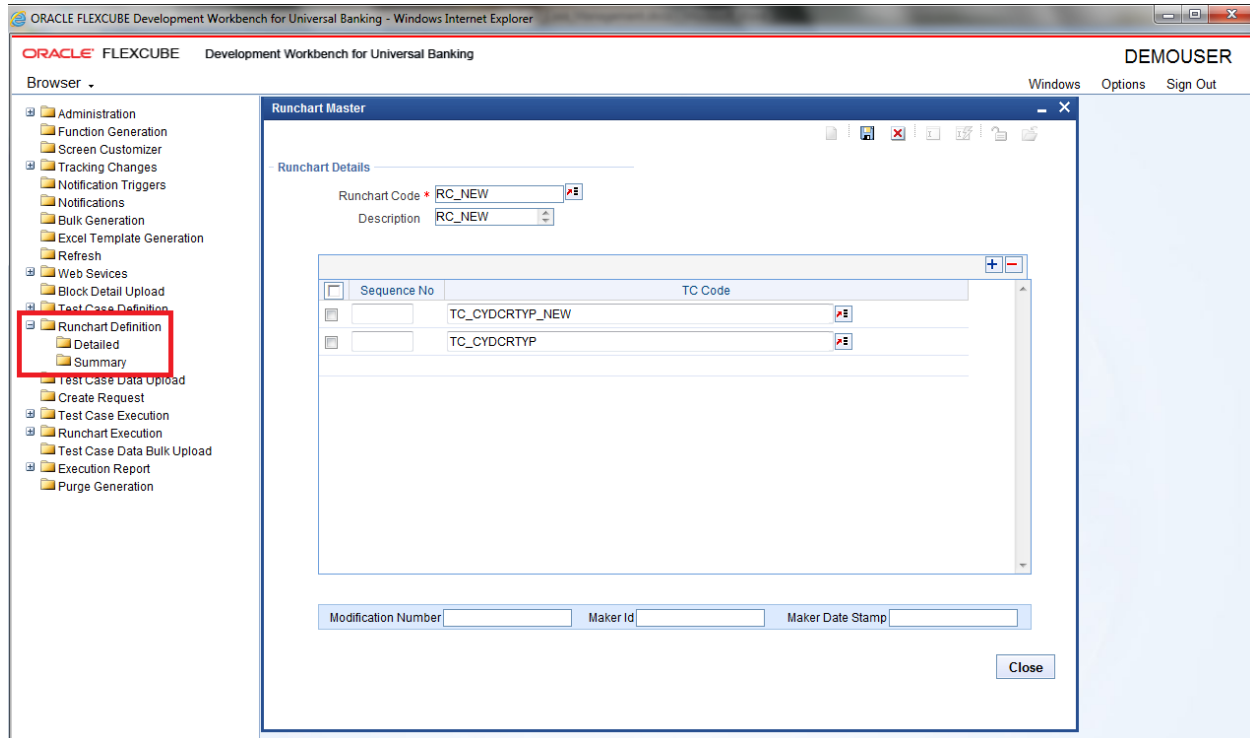 ORACLE FLEXCUBE Development Workbench for Universal Banking - Windows Internet Explorer
ORACLE FLEXCUBE Development Workbench for Universal Banking
DEMOUSER
Browser
Windows Options Sign Out
Administration
Function Generation
Screen Customizer
Tracking Changes
Notification Triggers
Notifications
Bulk Generation
Excel Template Generation
Refresh
Web Sevices
Block Detail Upload
Test Case Definition
Runchart Definition
Detailed
Summary
Test Case Data Upload
Create Request
Test Case Execution
Runchart Execution
Test Case Data Bulk Upload
Execution Report
Purge Generation
Runchart Master
Runchart Details
Runchart Code * RC_NEW
Description RC_NEW
Sequence No TC Code
TC_CYDCRTYP_NEW
TC_CYDCRTYP
Modification Number Maker Id Maker Date Stamp
Close